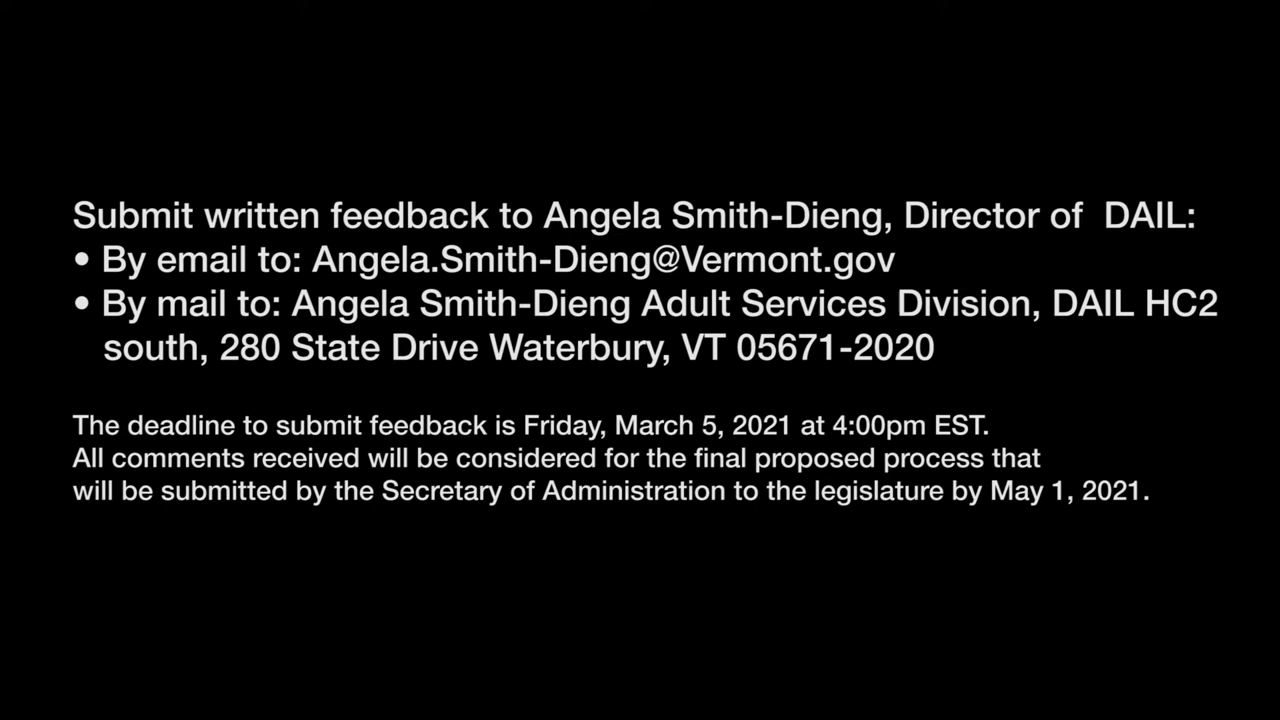 Submit written feedback to Angela Smith-Dieng, Director of  DAIL:
• By email to: Angela.Smith-Dieng@Vermont.gov
• By mail to: Angela Smith-Dieng Adult Services Division, DAIL HC2
south, 280 State Drive Waterbury, VT 05671-2020
The deadline to submit feedback is Friday, March 5, 2021 at 4:00pm EST.
All comments received will be considered for the final proposed process that
will be submitted by the Secretary of Administration to the legislature by May 1, 2021.